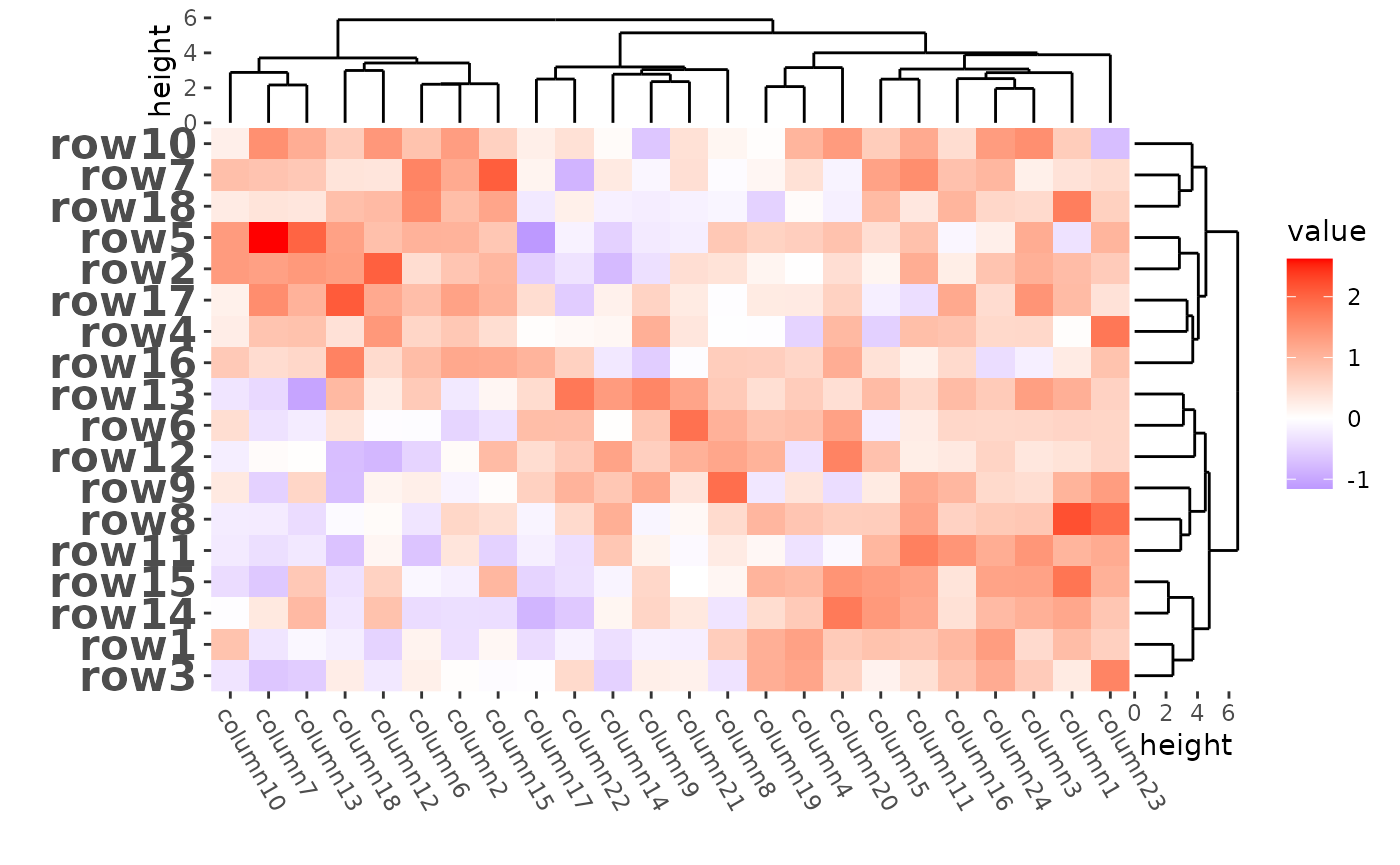 6
4
2
0
height
row10
row7
row18
row5
row2
row17
row4
row16
row13
row6
row12
row9
row8
row11
row15
row14
row1
row3
column10
column7
column13
column18
column12
column6
column2
column15
column17
column22
column14
column9
column21
column8
column19
column4
column20
column5
column11
column16
column24
column3
column1
column23
0 2 4 6
height
value
2
1
0
-1